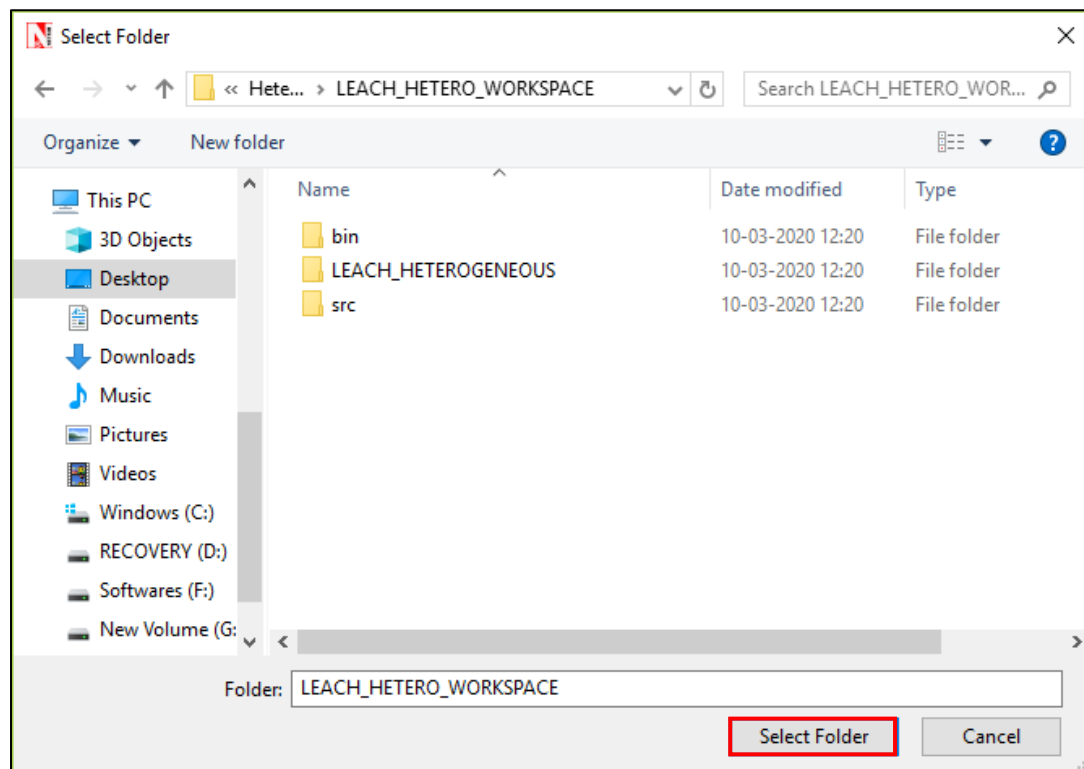 Select Folder
« Hete... › LEACH_HETERO_WORKSPACE
Search LEACH_HETERO_WOR...
Organize
New folder
?
Name
Date modified
Type
This PC
3D Objects
Desktop
Documents
Downloads
Music
Pictures
Videos
Windows (C:)
RECOVERY (D:)
Softwares (F:)
New Volume (G:
bin 10-03-2020 12:20 File folder
LEACH_HETEROGENEOUS 10-03-2020 12:20 File folder
src 10-03-2020 12:20 File folder
Folder: LEACH_HETERO_WORKSPACE
Select Folder
Cancel